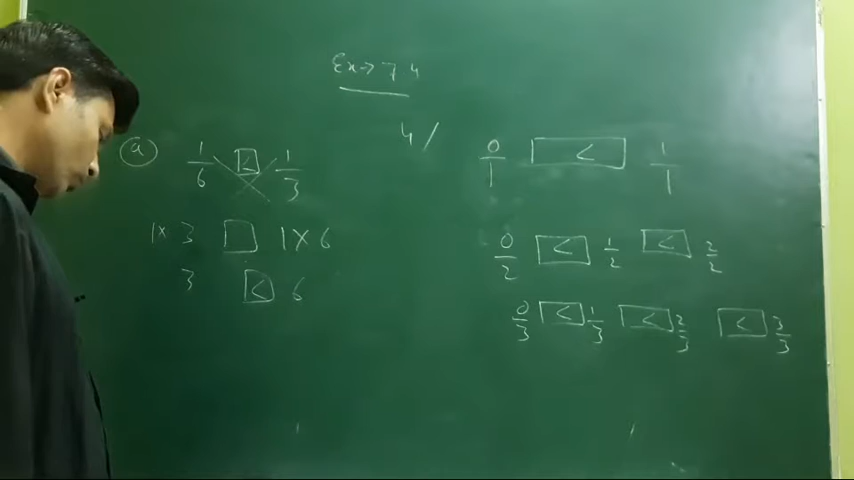 Ex → 7.4
4/
(a) 1/6 < 1/3
1× 3 □ 1 × 6
3 < 6
0/1 < 1/1
0/2 < 1/2 < 2/2
0/3 < 1/3 < 2/3 < 3/3